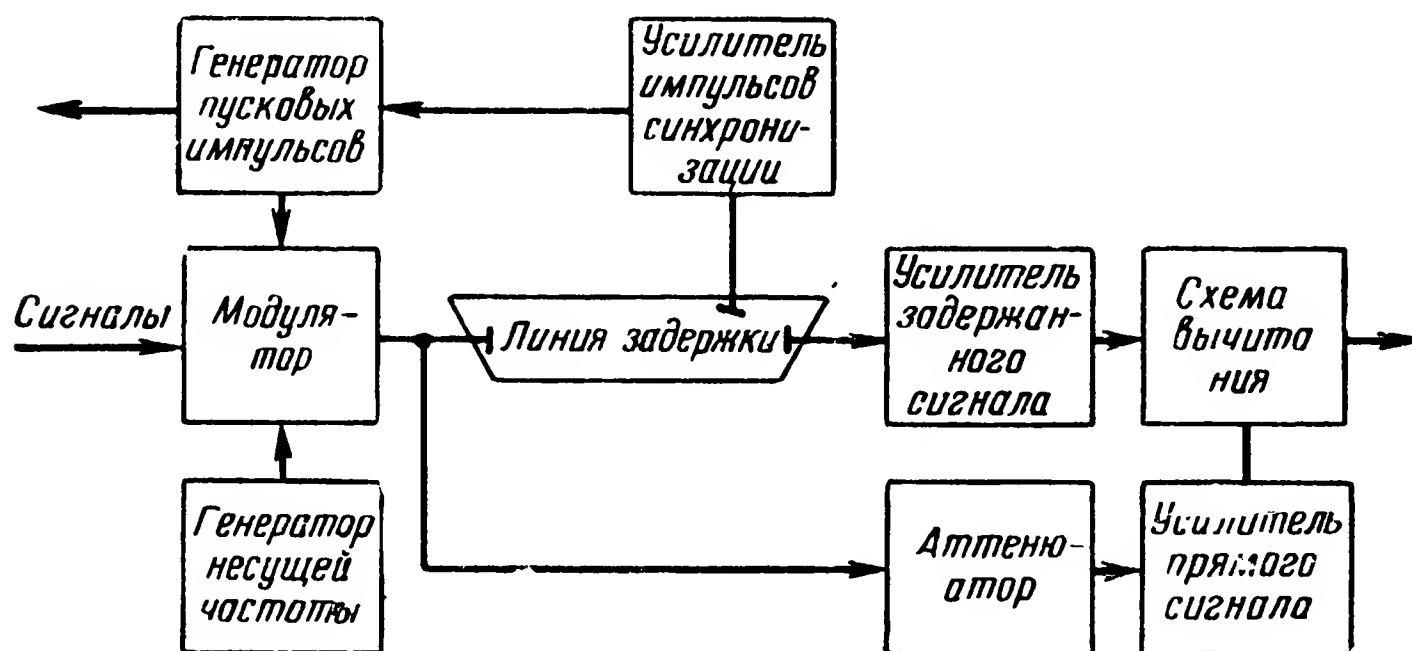 Генератор
пусковых
импульсов
Усилитель
импульсов
синхрони-
зации
Сигналы
Модуля-
тор
Линия задержки
Усилитель
задержан-
ного
сигнала
Схема
вычита
ния
Генератор
несущей
частоты
Аттеню-
атор
Усилитель
прямого
сигнала